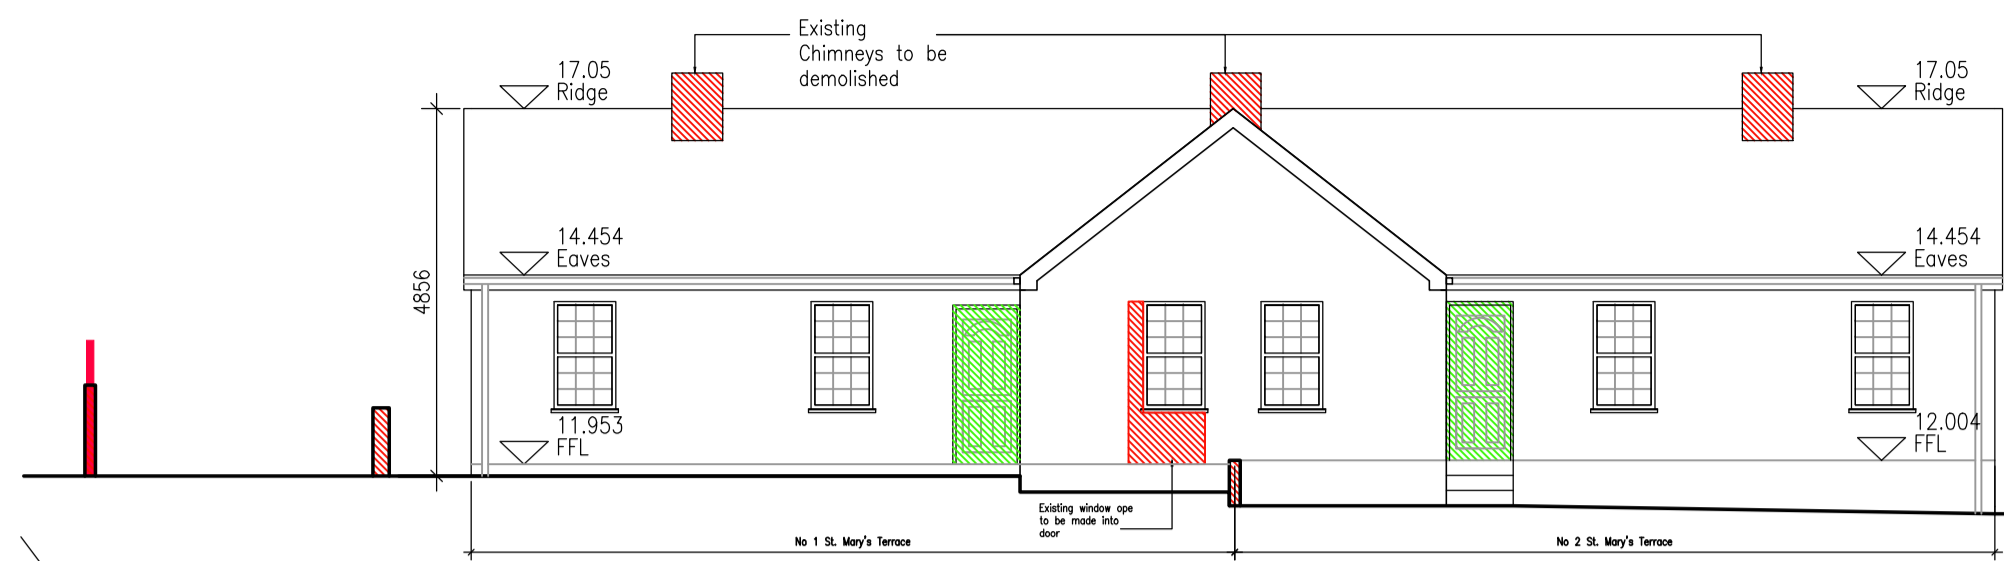 Existing
Chimneys to be
demolished
17.05
Ridge
17.05
Ridge
14.454
Eaves
14.454
Eaves
4856
11.953
FFL
12.004
FFL
Existing window ope
to be made into
door
No 1 St. Mary's Terrace
No 2 St. Mary's Terrace